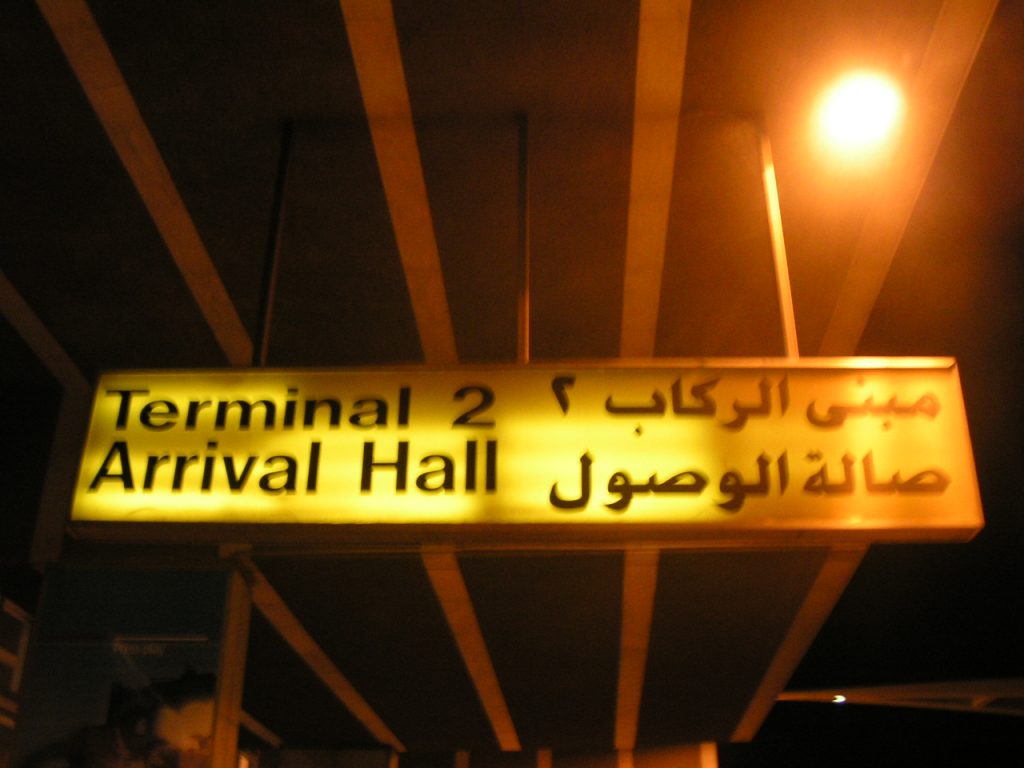 Terminal 2
Arrival Hall
مبنى الركاب ٢
صالة الوصول